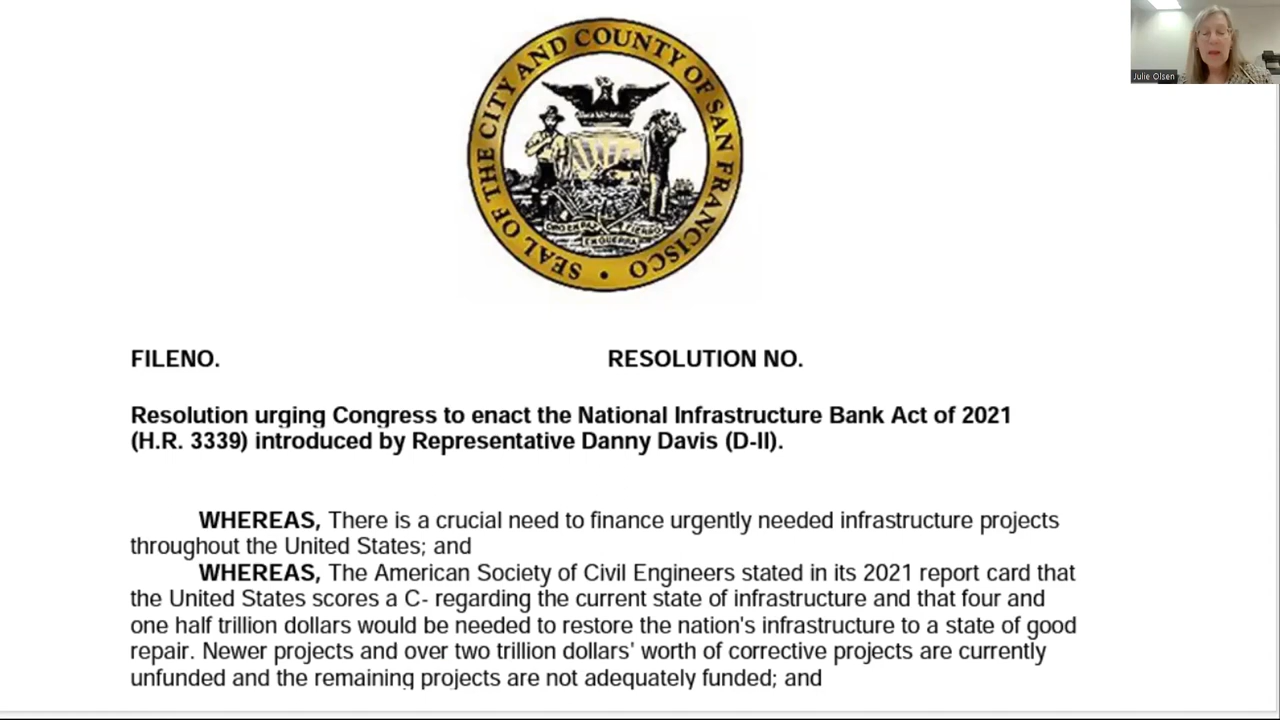 SEAL OF THE CITY AND COUNTY OF SAN FRANCISCO
Julie Olsen
FILENO. RESOLUTION NO.
Resolution urging Congress to enact the National Infrastructure Bank Act of 2021
(H.R. 3339) introduced by Representative Danny Davis (D-Il).
WHEREAS, There is a crucial need to finance urgently needed infrastructure projects
throughout the United States; and
WHEREAS, The American Society of Civil Engineers stated in its 2021 report card that
the United States scores a C- regarding the current state of infrastructure and that four and
one half trillion dollars would be needed to restore the nation's infrastructure to a state of good
repair. Newer projects and over two trillion dollars' worth of corrective projects are currently
unfunded and the remaining projects are not adequately funded; and